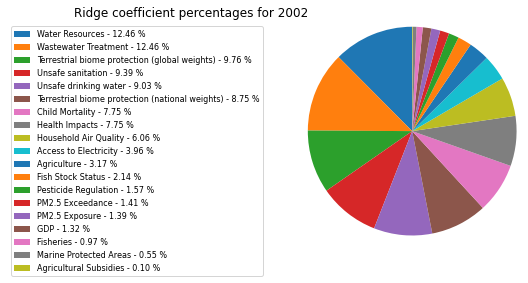 Ridge coefficient percentages for 2002
Water Resources - 12.46 %
Wastewater Treatment - 12.46 %
Terrestrial biome protection (global weights) - 9.76 %
Unsafe sanitation - 9.39 %
Unsafe drinking water - 9.03 %
Terrestrial biome protection (national weights) - 8.75 %
Child Mortality - 7.75 %
Health Impacts - 7.75 %
Household Air Quality - 6.06 %
Access to Electricity - 3.96 %
Agriculture - 3.17 %
Fish Stock Status - 2.14 %
Pesticide Regulation - 1.57 %
PM2.5 Exceedance - 1.41 %
PM2.5 Exposure - 1.39 %
GDP - 1.32 %
Fisheries - 0.97 %
Marine Protected Areas - 0.55 %
Agricultural Subsidies - 0.10 %